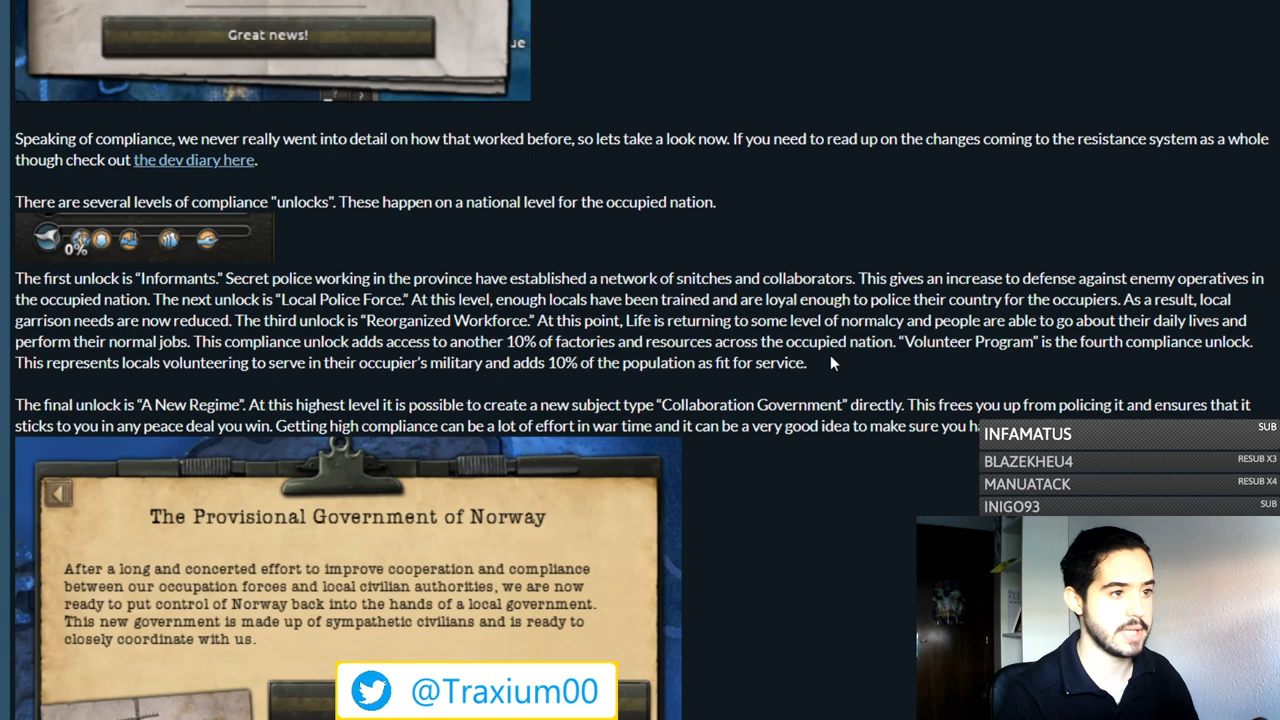 Great news!
ue
Speaking of compliance, we never really went into detail on how that worked before, so lets take a look now. If you need to read up on the changes coming to the resistance system as a whole
though check out the dev diary here.
There are several levels of compliance "unlocks". These happen on a national level for the occupied nation.
0%
The first unlock is “Informants.” Secret police working in the province have established a network of snitches and collaborators. This gives an increase to defense against enemy operatives in
the occupied nation. The next unlock is “Local Police Force.” At this level, enough locals have been trained and are loyal enough to police their country for the occupiers. As a result, local
garrison needs are now reduced. The third unlock is “Reorganized Workforce.” At this point, Life is returning to some level of normalcy and people are able to go about their daily lives and
perform their normal jobs. This compliance unlock adds access to another 10% of factories and resources across the occupied nation. “Volunteer Program” is the fourth compliance unlock.
This represents locals volunteering to serve in their occupier’s military and adds 10% of the population as fit for service.
The final unlock is “A New Regime”. At this highest level it is possible to create a new subject type “Collaboration Government” directly. This frees you up from policing it and ensures that it
sticks to you in any peace deal you win. Getting high compliance can be a lot of effort in war time and it can be a very good idea to make sure you ha
INFAMATUS SUB
BLAZEKHEU4 RESUB X3
MANUATACK RESUB X4
INIGO93 SUB
The Provisional Government of Norway
After a long and concerted effort to improve cooperation and compliance
between our occupation forces and local civilian authorities, we are now
ready to put control of Norway back into the hands of a local government.
This new government is made up of sympathetic civilians and is ready to
closely coordinate with us.
@Traxium00